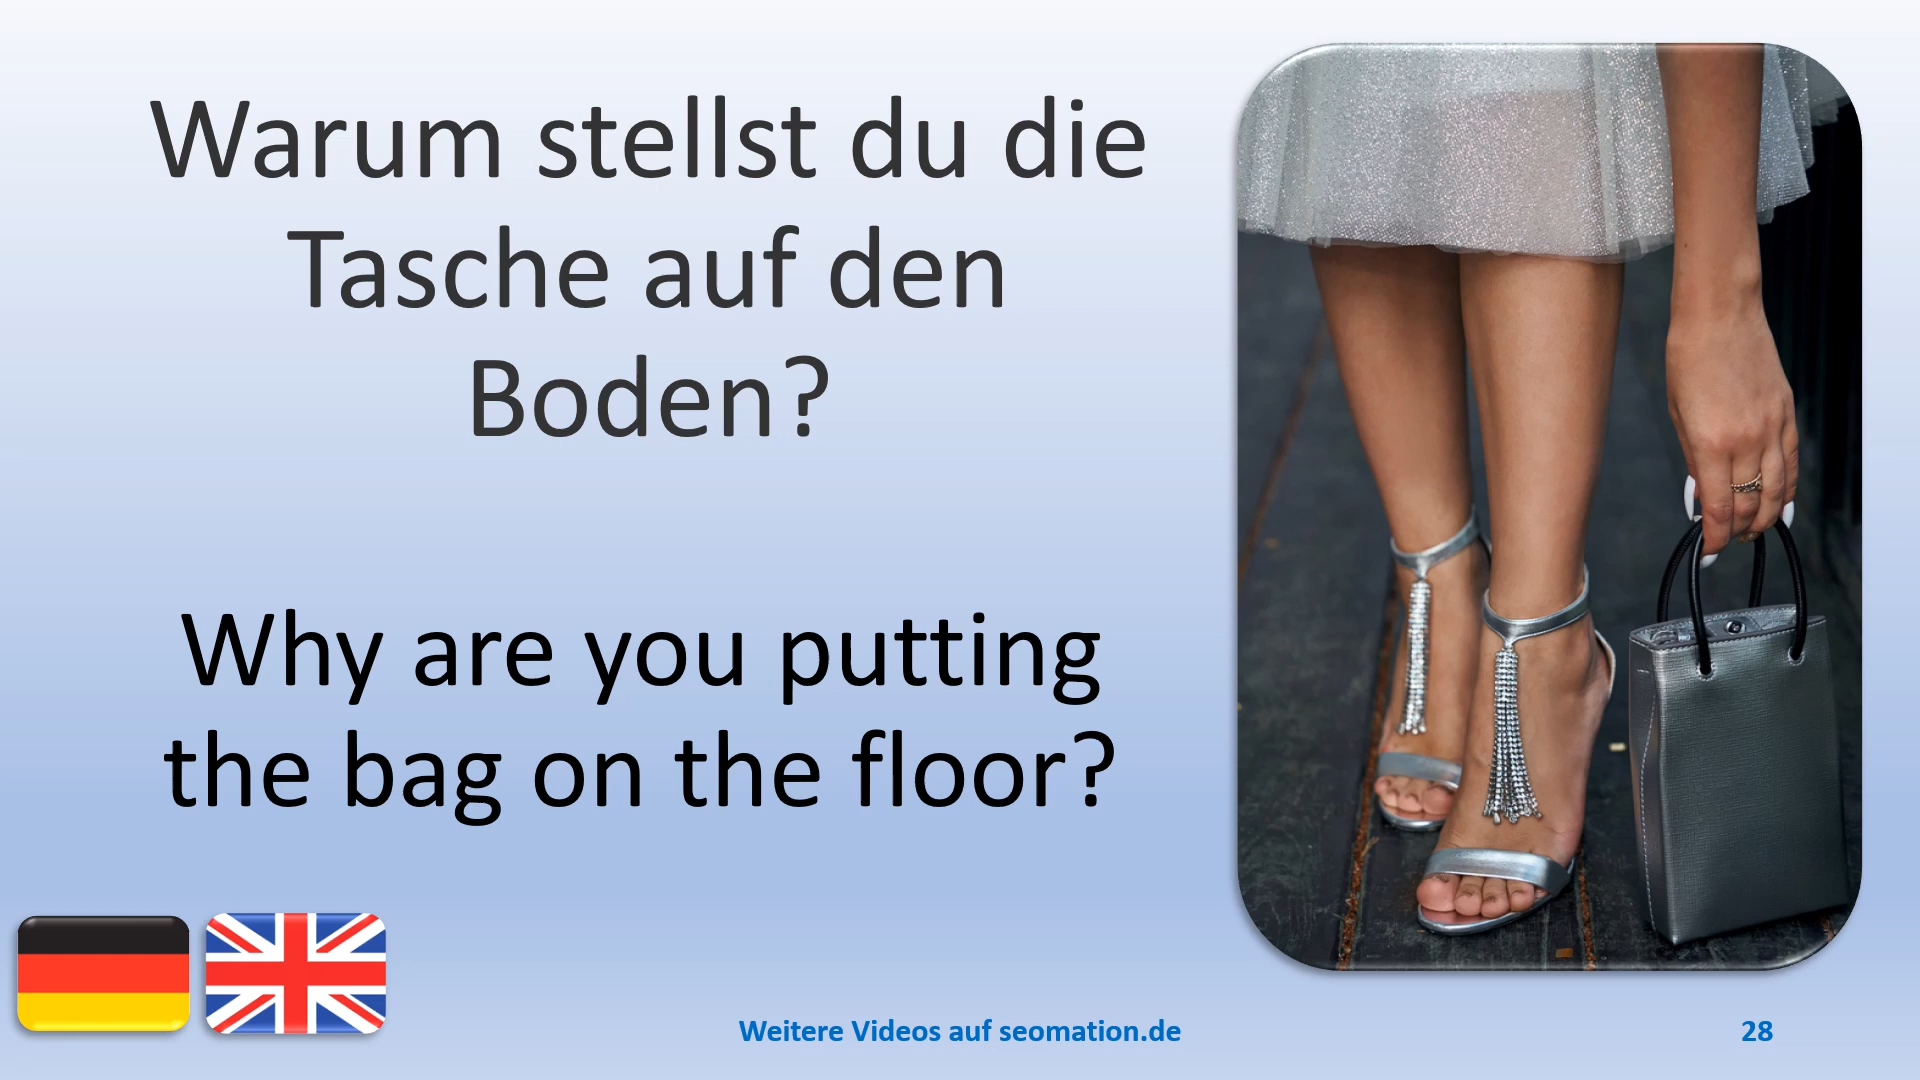 Warum stellst du die
Tasche auf den
Boden?
Why are you putting
the bag on the floor?
Weitere Videos auf seomation.de
28